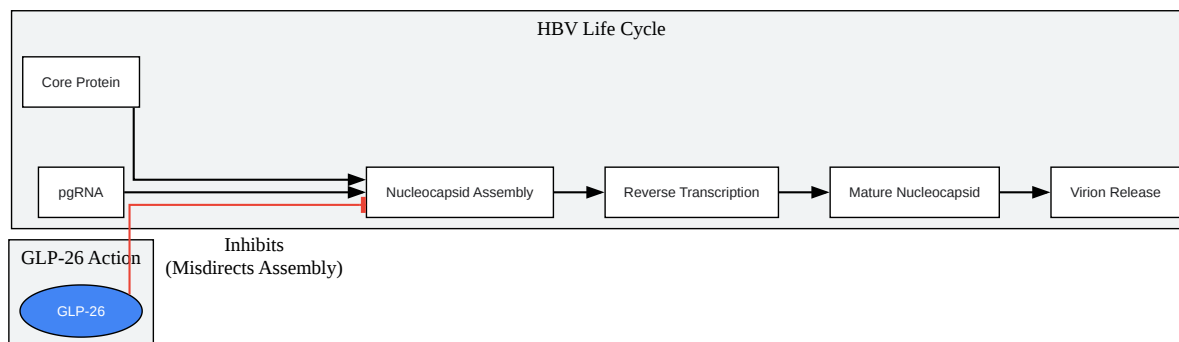 HBV Life Cycle
Core Protein
pgRNA
Nucleocapsid Assembly
Reverse Transcription
Mature Nucleocapsid
Virion Release
Inhibits
(Misdirects Assembly)
GLP-26 Action
GLP-26